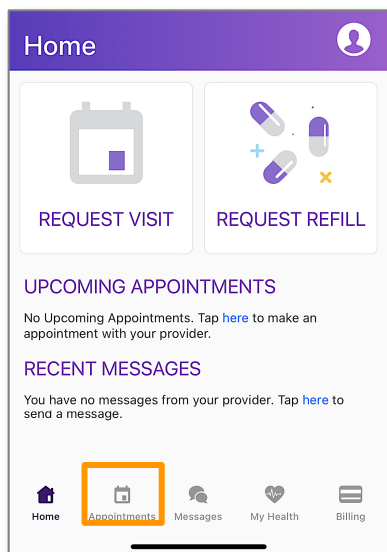 Home
REQUEST VISIT
REQUEST REFILL
UPCOMING APPOINTMENTS
No Upcoming Appointments. Tap here to make an
appointment with your provider.
RECENT MESSAGES
You have no messages from your provider. Tap here to
send a message.
Home
Appointments
Messages
My Health
Billing